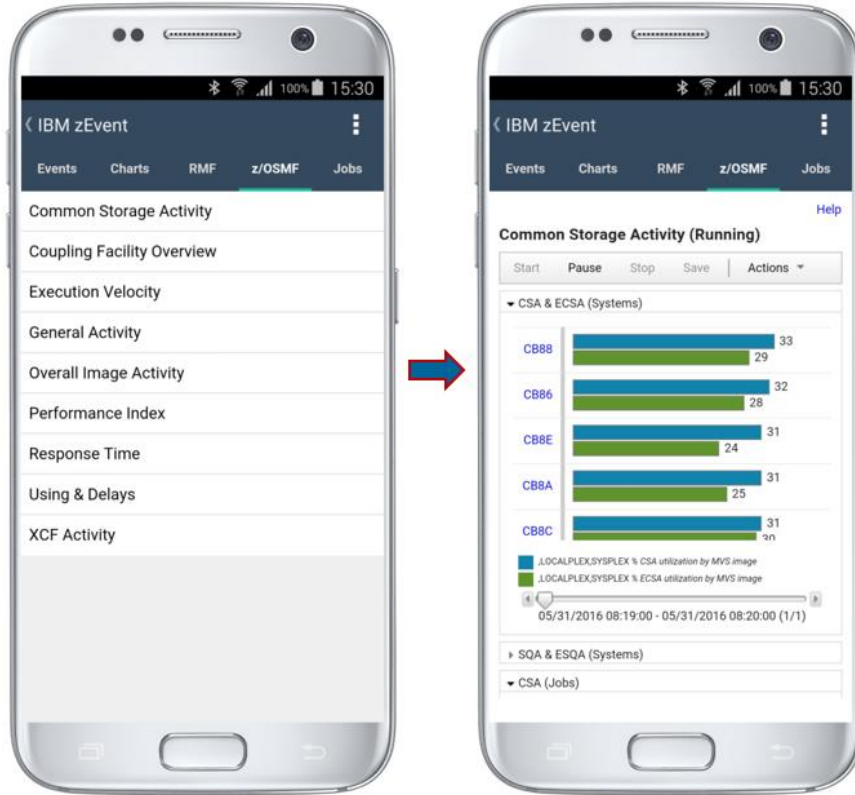 100% 15:30
IBM zEvent
Events Charts RMF z/OSMF Jobs
Common Storage Activity
Coupling Facility Overview
Execution Velocity
General Activity
Overall Image Activity
Performance Index
Response Time
Using & Delays
XCF Activity
100% 15:30
IBM zEvent
Events Charts RMF z/OSMF Jobs
Help
Common Storage Activity (Running)
Start Pause Stop Save Actions
CSA & ECSA (Systems)
CB88 33
29
CB86 32
28
CB8E 31
24
CB8A 31
25
CB8C 31
30
,LOCALPLEX,SYSPLEX % CSA utilization by MVS image
,LOCALPLEX,SYSPLEX % ECSA utilization by MVS image
05/31/2016 08:19:00 - 05/31/2016 08:20:00 (1/1)
SQA & ESQA (Systems)
CSA (Jobs)